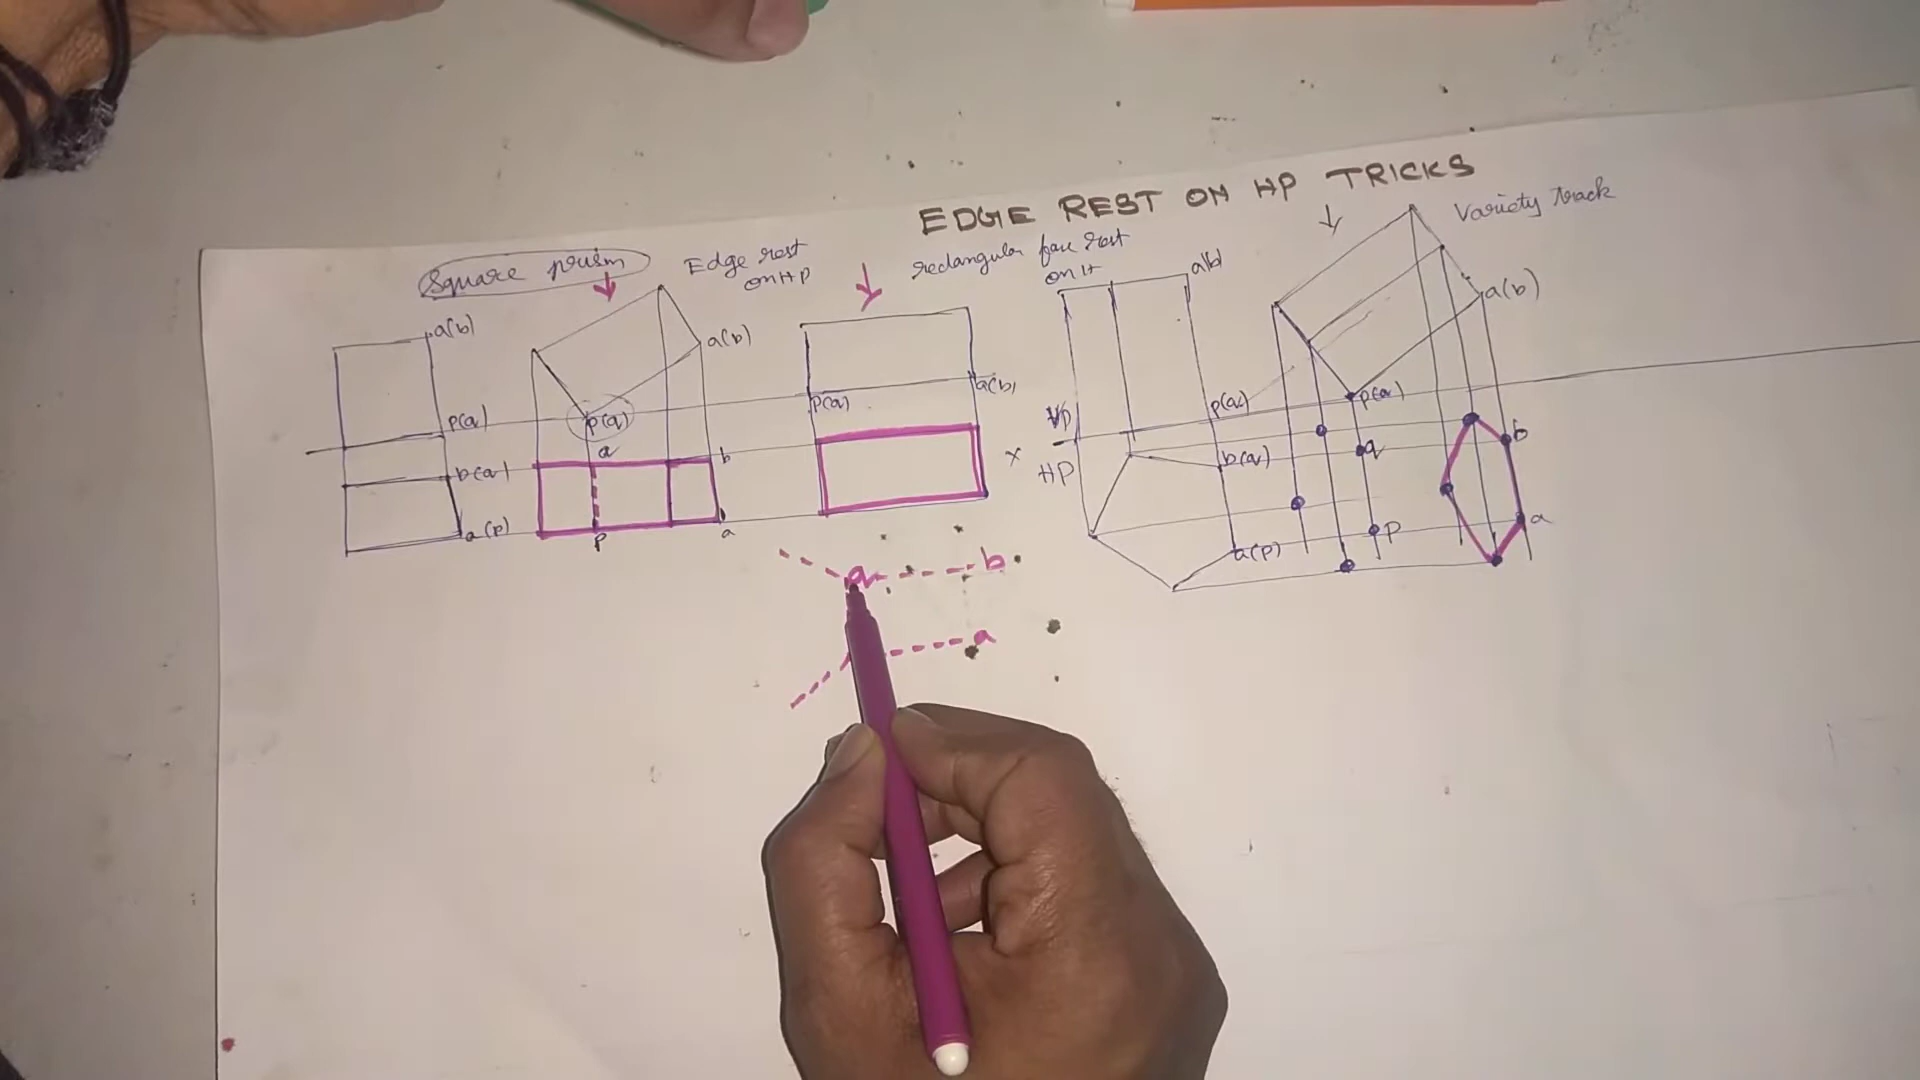 EDGE REST ON HP TRICKS
Variety track
Square prism
Edge rest
on HP
rectangular face rest
on it
a(b)
p(q)
b(q)
a(p)
a(b)
p(q)
q
b
p
a
a(b)
p(q)
X
VP
HP
a(b)
p(q)
b(q)
a(p)
a(b)
p(q)
q
p
b
a
q
b
a